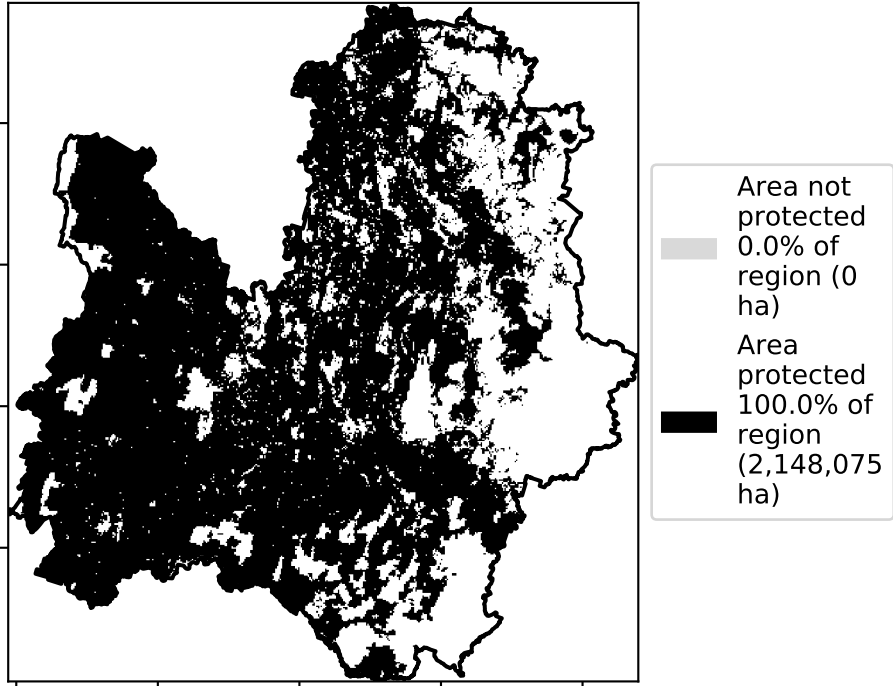 Area not
protected
0.0% of
region (0
ha)
Area
protected
100.0% of
region
(2,148,075
ha)